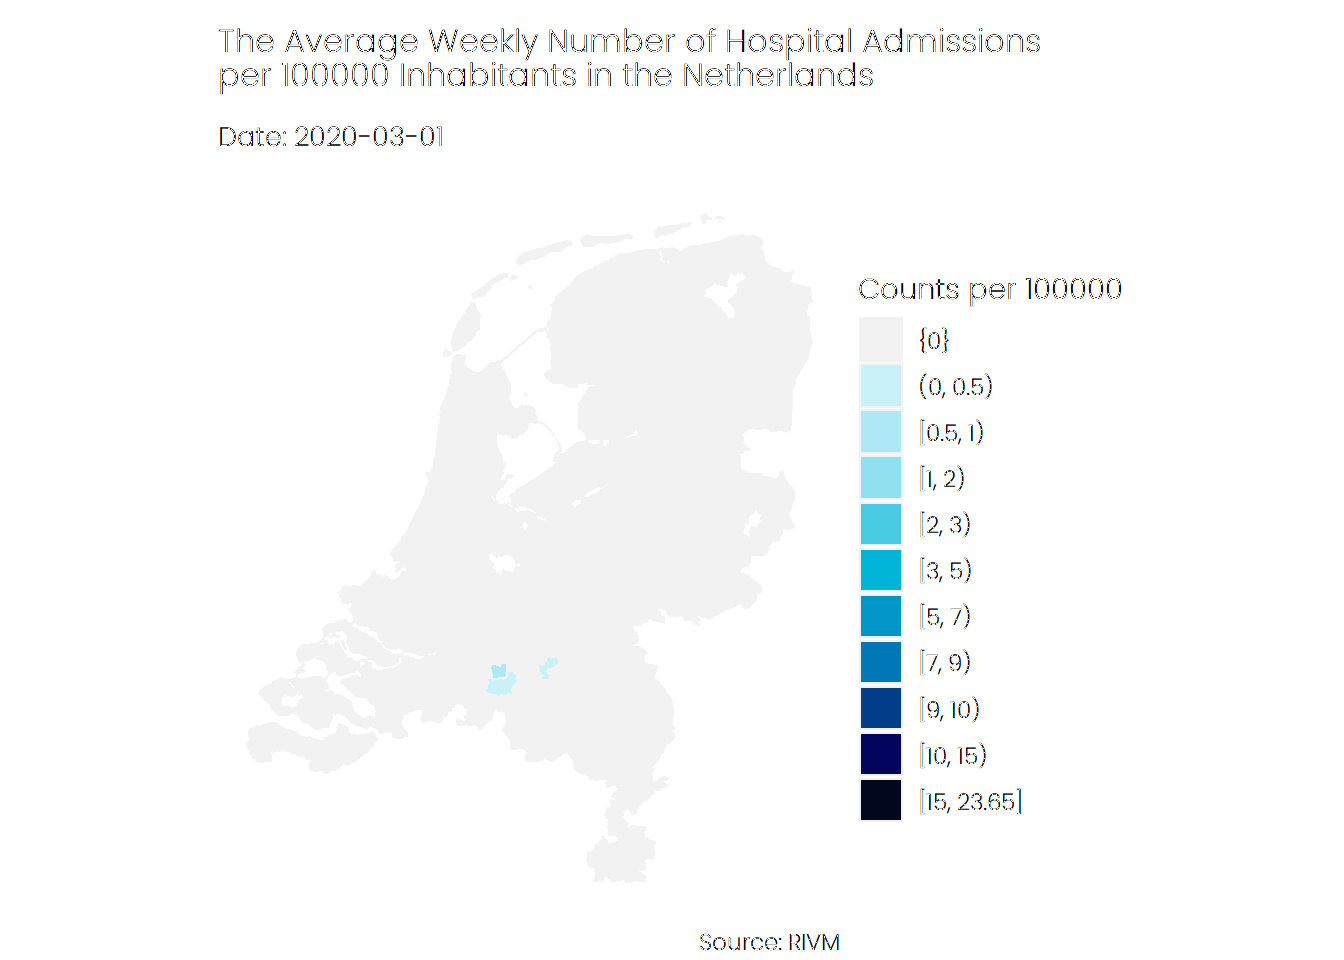 The Average Weekly Number of Hospital Admissions
per 100000 Inhabitants in the Netherlands
Date: 2020-03-01
Counts per 100000
{0}
(0, 0.5)
[0.5, 1)
[1, 2)
[2, 3)
[3, 5)
[5, 7)
[7, 9)
[9, 10)
[10, 15)
[15, 23.65]
Source: RIVM